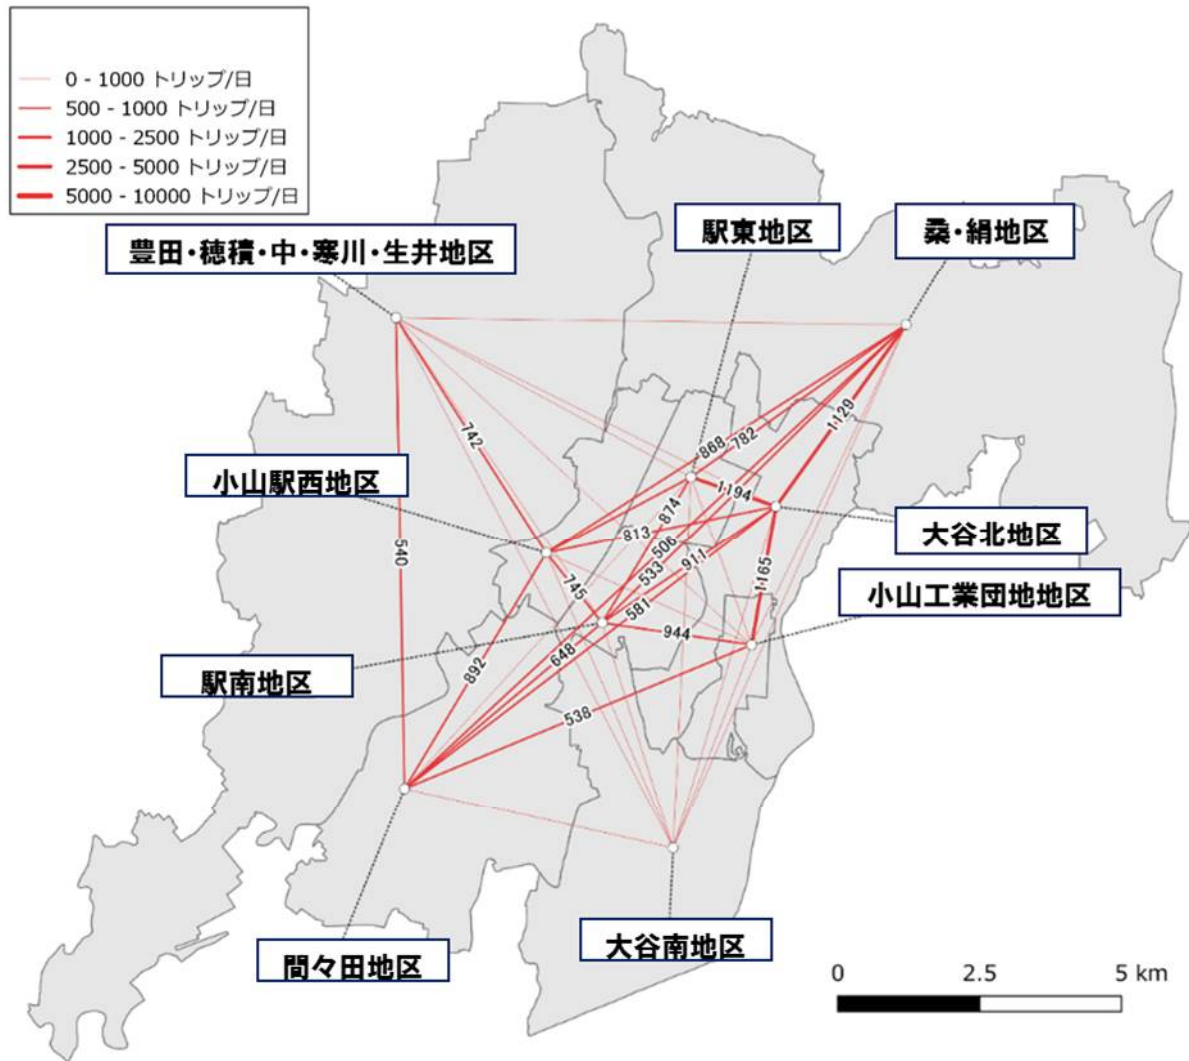 0 - 1000 トリップ/日
500 - 1000 トリップ/日
1000 - 2500 トリップ/日
2500 - 5000 トリップ/日
5000 - 10000 トリップ/日
豊田・穂積・中・寒川・生井地区
駅東地区
桑・絹地区
742
868
782
1129
小山駅西地区
1194
874
大谷北地区
540
813
506
911
533
1165
小山工業団地地区
745
581
944
駅南地区
892
648
538
間々田地区
大谷南地区
0 2.5 5 km